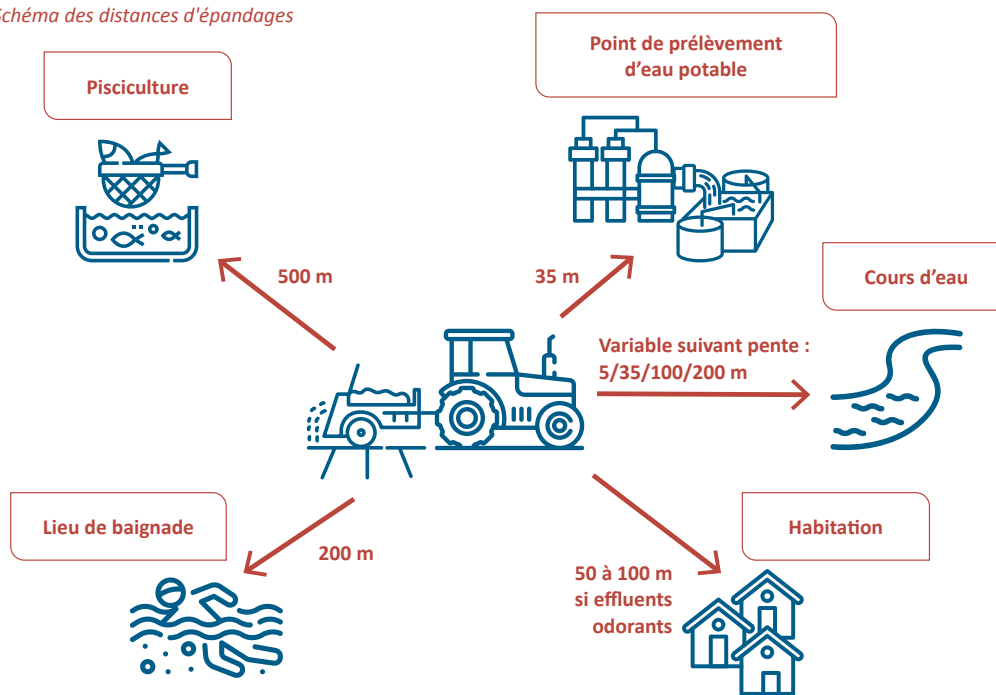 Schéma des distances d'épandages
Pisciculture
Point de prélèvement
d'eau potable
500 m
35 m
Cours d'eau
Variable suivant pente :
5/35/100/200 m
Lieu de baignade
200 m
Habitation
50 à 100 m
si effluents
odorants